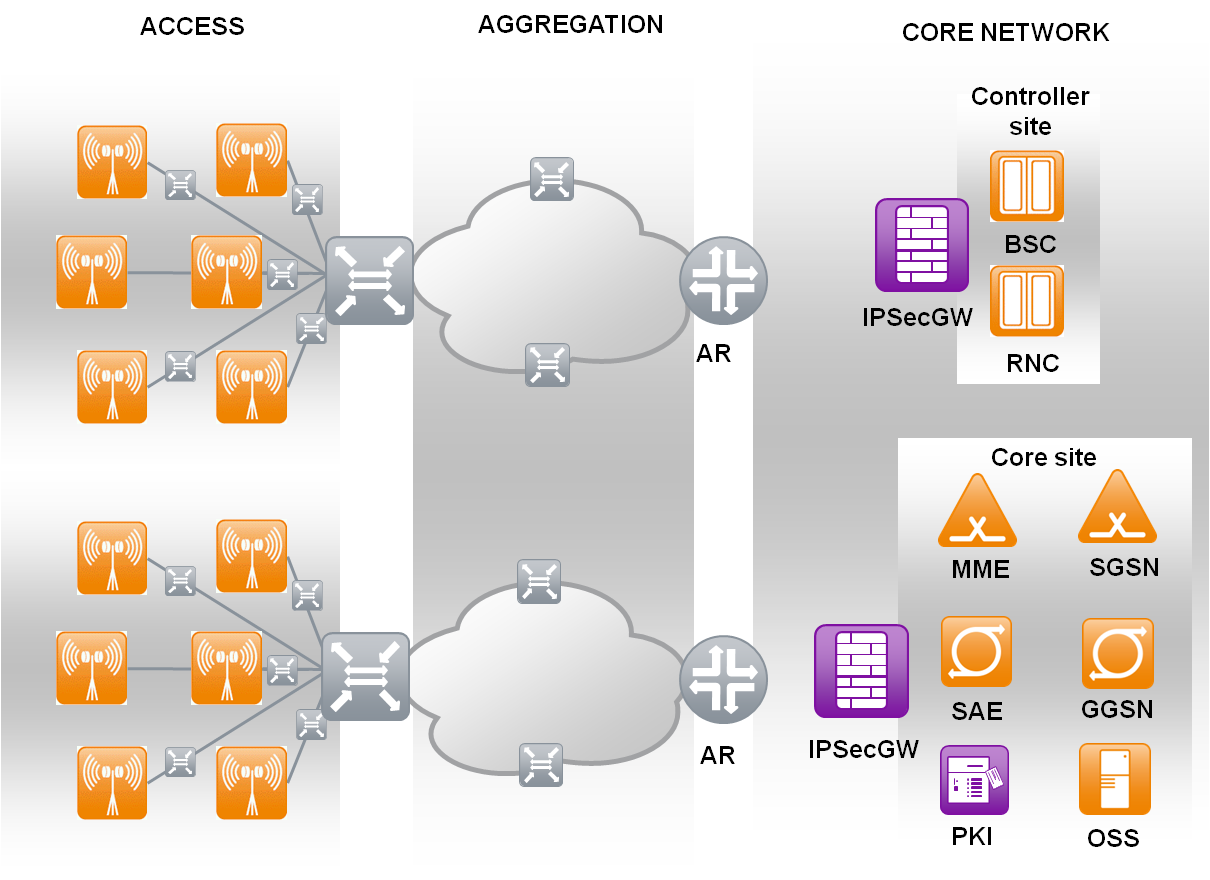 ACCESS
AGGREGATION
CORE NETWORK
Controller
site
BSC
IPSecGW
AR
RNC
Core site
MME
SGSN
SAE
GGSN
IPSecGW
AR
PKI
OSS